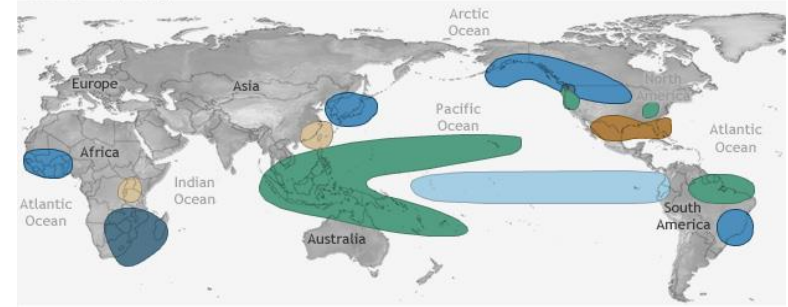 Arctic
Ocean
Europe
Asia
North
America
Pacific
Ocean
Africa
Atlantic
Ocean
Indian
Ocean
Atlantic
Ocean
South
America
Australia